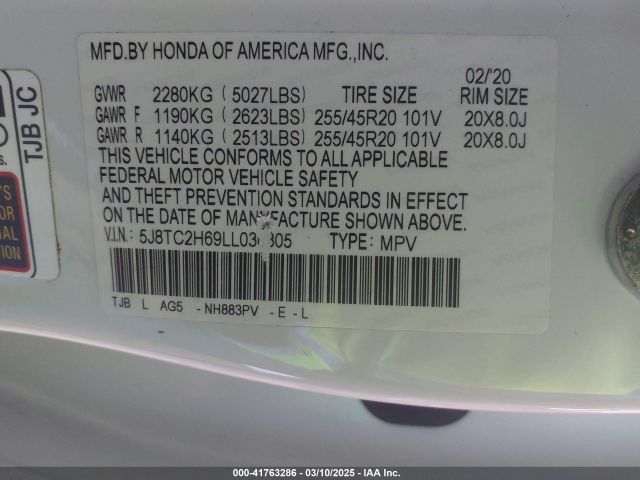 MFD.BY HONDA OF AMERICA MFG.,INC.
02/'20
GVWR 2280KG ( 5027LBS) TIRE SIZE RIM SIZE
GAWR F 1190KG ( 2623LBS) 255/45R20 101V 20X8.0J
GAWR R 1140KG ( 2513LBS) 255/45R20 101V 20X8.0J
THIS VEHICLE CONFORMS TO ALL APPLICABLE
FEDERAL MOTOR VEHICLE SAFETY
AND THEFT PREVENTION STANDARDS IN EFFECT
ON THE DATE OF MANUFACTURE SHOWN ABOVE.
V.I.N.: TYPE: MPV
TJB L AG5 -NH883PV -E -L
TJB JC
000-41763286 - 03/10/2025 - IAA Inc.